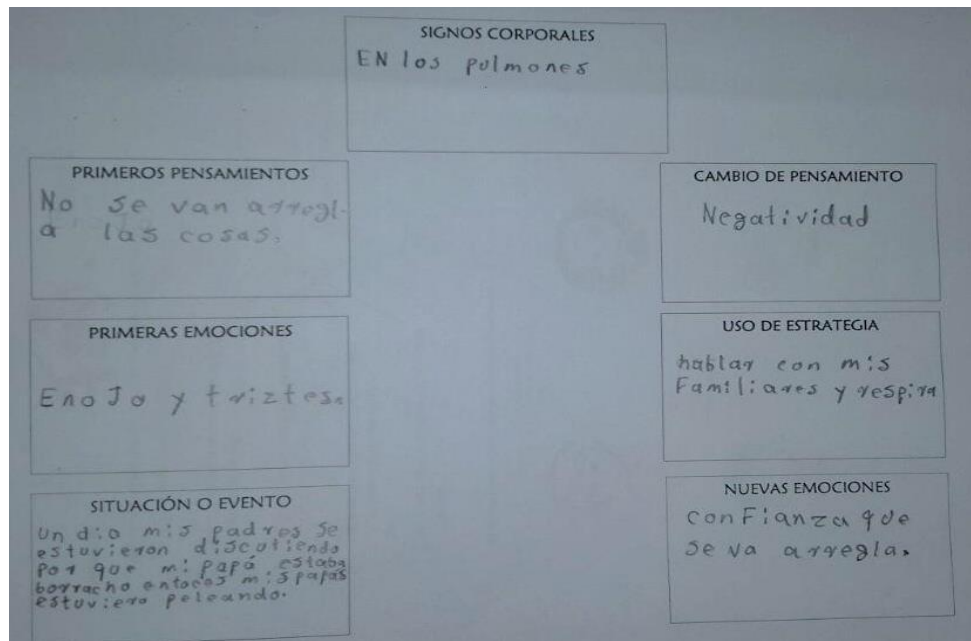 SIGNOS CORPORALES
EN los pulmones
PRIMEROS PENSAMIENTOS
No se van arregl-
a las cosas.
CAMBIO DE PENSAMIENTO
Negatividad
PRIMERAS EMOCIONES
Enojo y triztesa
USO DE ESTRATEGIA
hablar con mis
Familiares y respira
SITUACIÓN O EVENTO
Un dia mis padres se
estuvieron discutiendo
por que mi papá estaba
borracho entoces mis papas
estuviero peleando.
NUEVAS EMOCIONES
confianza que
se va arregla.